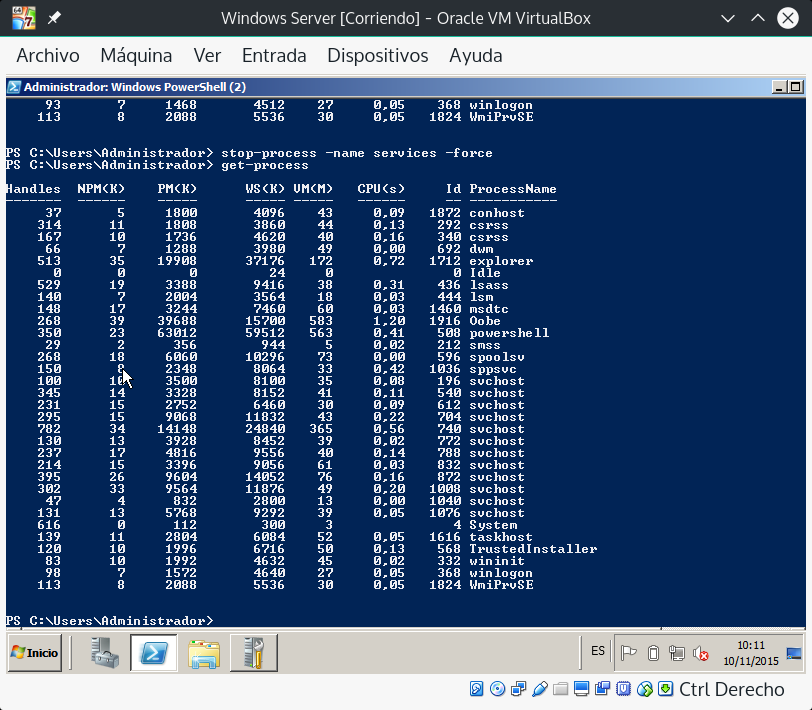 Windows Server [Corriendo] - Oracle VM VirtualBox
Archivo Máquina Ver Entrada Dispositivos Ayuda
Administrador: Windows PowerShell (2)
93 7 1468 4512 27 0,05 368 winlogon
113 8 2088 5536 30 0,05 1824 WmiPrvSE
PS C:\Users\Administrador> stop-process -name services -force
PS C:\Users\Administrador> get-process
Handles NPM(K) PM(K) WS(K) VM(M) CPU(s) Id ProcessName
------- ------ ----- ----- ----- ------ -- -----------
37 5 1800 4096 43 0,09 1872 conhost
314 11 1808 3860 44 0,13 292 csrss
167 10 1736 4620 40 0,16 340 csrss
66 7 1288 3980 49 0,00 692 dwm
513 35 19908 37176 172 0,72 1712 explorer
0 0 0 24 0 0 Idle
529 19 3388 9416 38 0,31 436 lsass
140 7 2004 3564 18 0,03 444 lsm
148 17 3244 7460 60 0,03 1460 msdtc
268 39 39688 15700 583 1,20 1916 Oobe
350 23 63012 59512 563 0,41 508 powershell
29 2 356 944 5 0,02 212 smss
268 18 6060 10296 73 0,00 596 spoolsv
150 8 2348 8064 33 0,42 1036 sppsvc
100 10 3500 8100 35 0,08 196 svchost
345 14 3328 8152 41 0,11 540 svchost
231 15 2752 6460 30 0,09 612 svchost
295 15 9068 11832 43 0,22 704 svchost
782 34 14148 24840 365 0,56 740 svchost
130 13 3928 8452 39 0,02 772 svchost
237 17 4816 9556 40 0,14 788 svchost
214 15 3396 9056 61 0,03 832 svchost
395 26 9604 14052 76 0,16 872 svchost
302 33 9564 11876 49 0,20 1008 svchost
47 4 832 2800 13 0,00 1040 svchost
131 13 5768 9292 39 0,05 1076 svchost
616 0 112 300 3 4 System
139 11 2804 6084 52 0,05 1616 taskhost
120 10 1996 6716 50 0,13 568 TrustedInstaller
83 10 1992 4632 45 0,02 332 wininit
98 7 1572 4640 27 0,05 368 winlogon
113 8 2088 5536 30 0,05 1824 WmiPrvSE
PS C:\Users\Administrador>
Inicio ES 10:11
10/11/2015
Ctrl Derecho